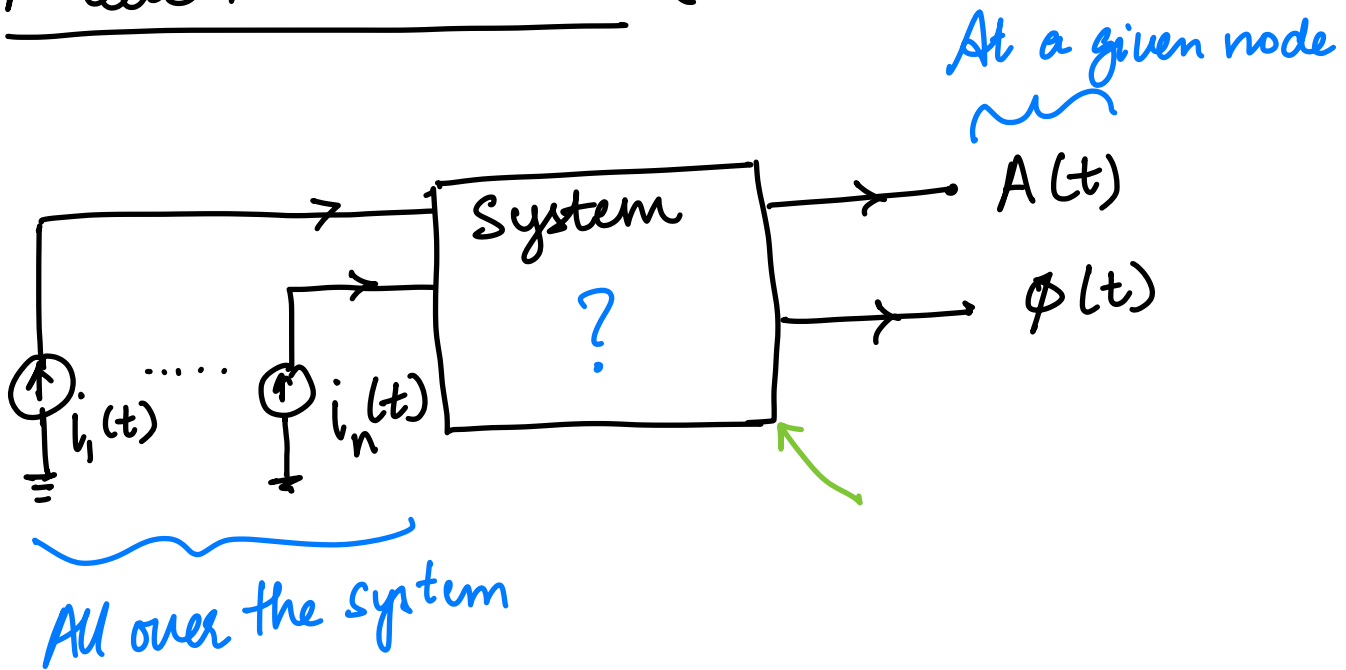 At a given node
A(t)
System
ϕ(t)
?
..... 
i₁(t)
iₙ(t)
All over the system